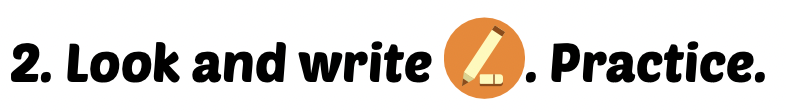 2. Look and write . Practice.